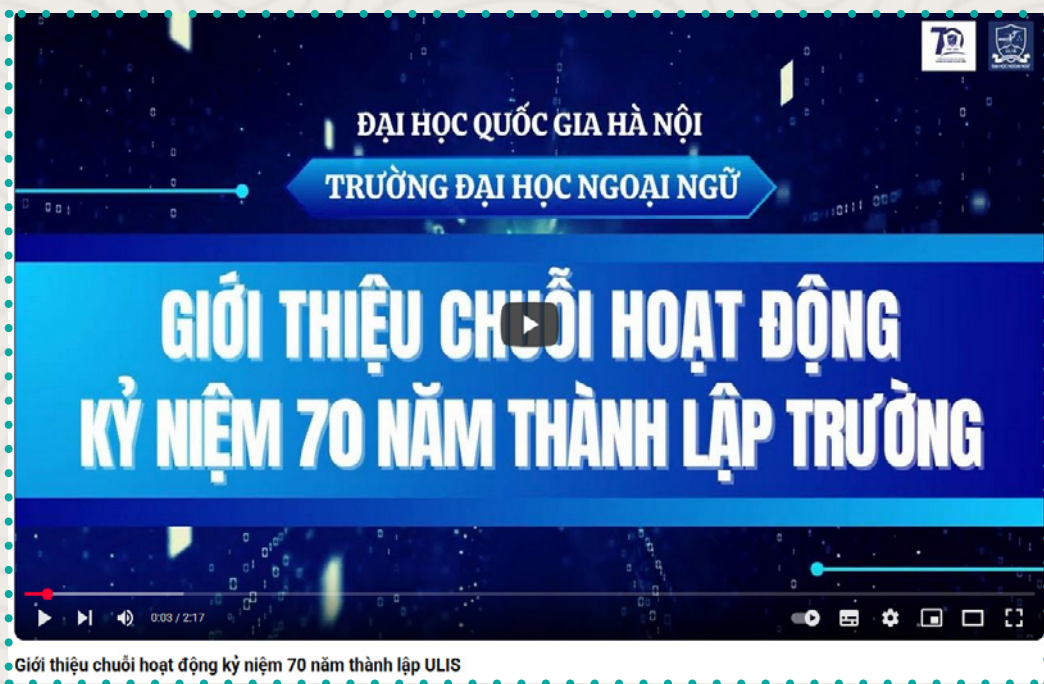 70
ĐẠI HỌC QUỐC GIA HÀ NỘI
TRƯỜNG ĐẠI HỌC NGOẠI NGỮ
GIỚI THIỆU CHUỖI HOẠT ĐỘNG
KỶ NIỆM 70 NĂM THÀNH LẬP TRƯỜNG
0:03 / 2:17
Giới thiệu chuỗi hoạt động kỷ niệm 70 năm thành lập ULIS